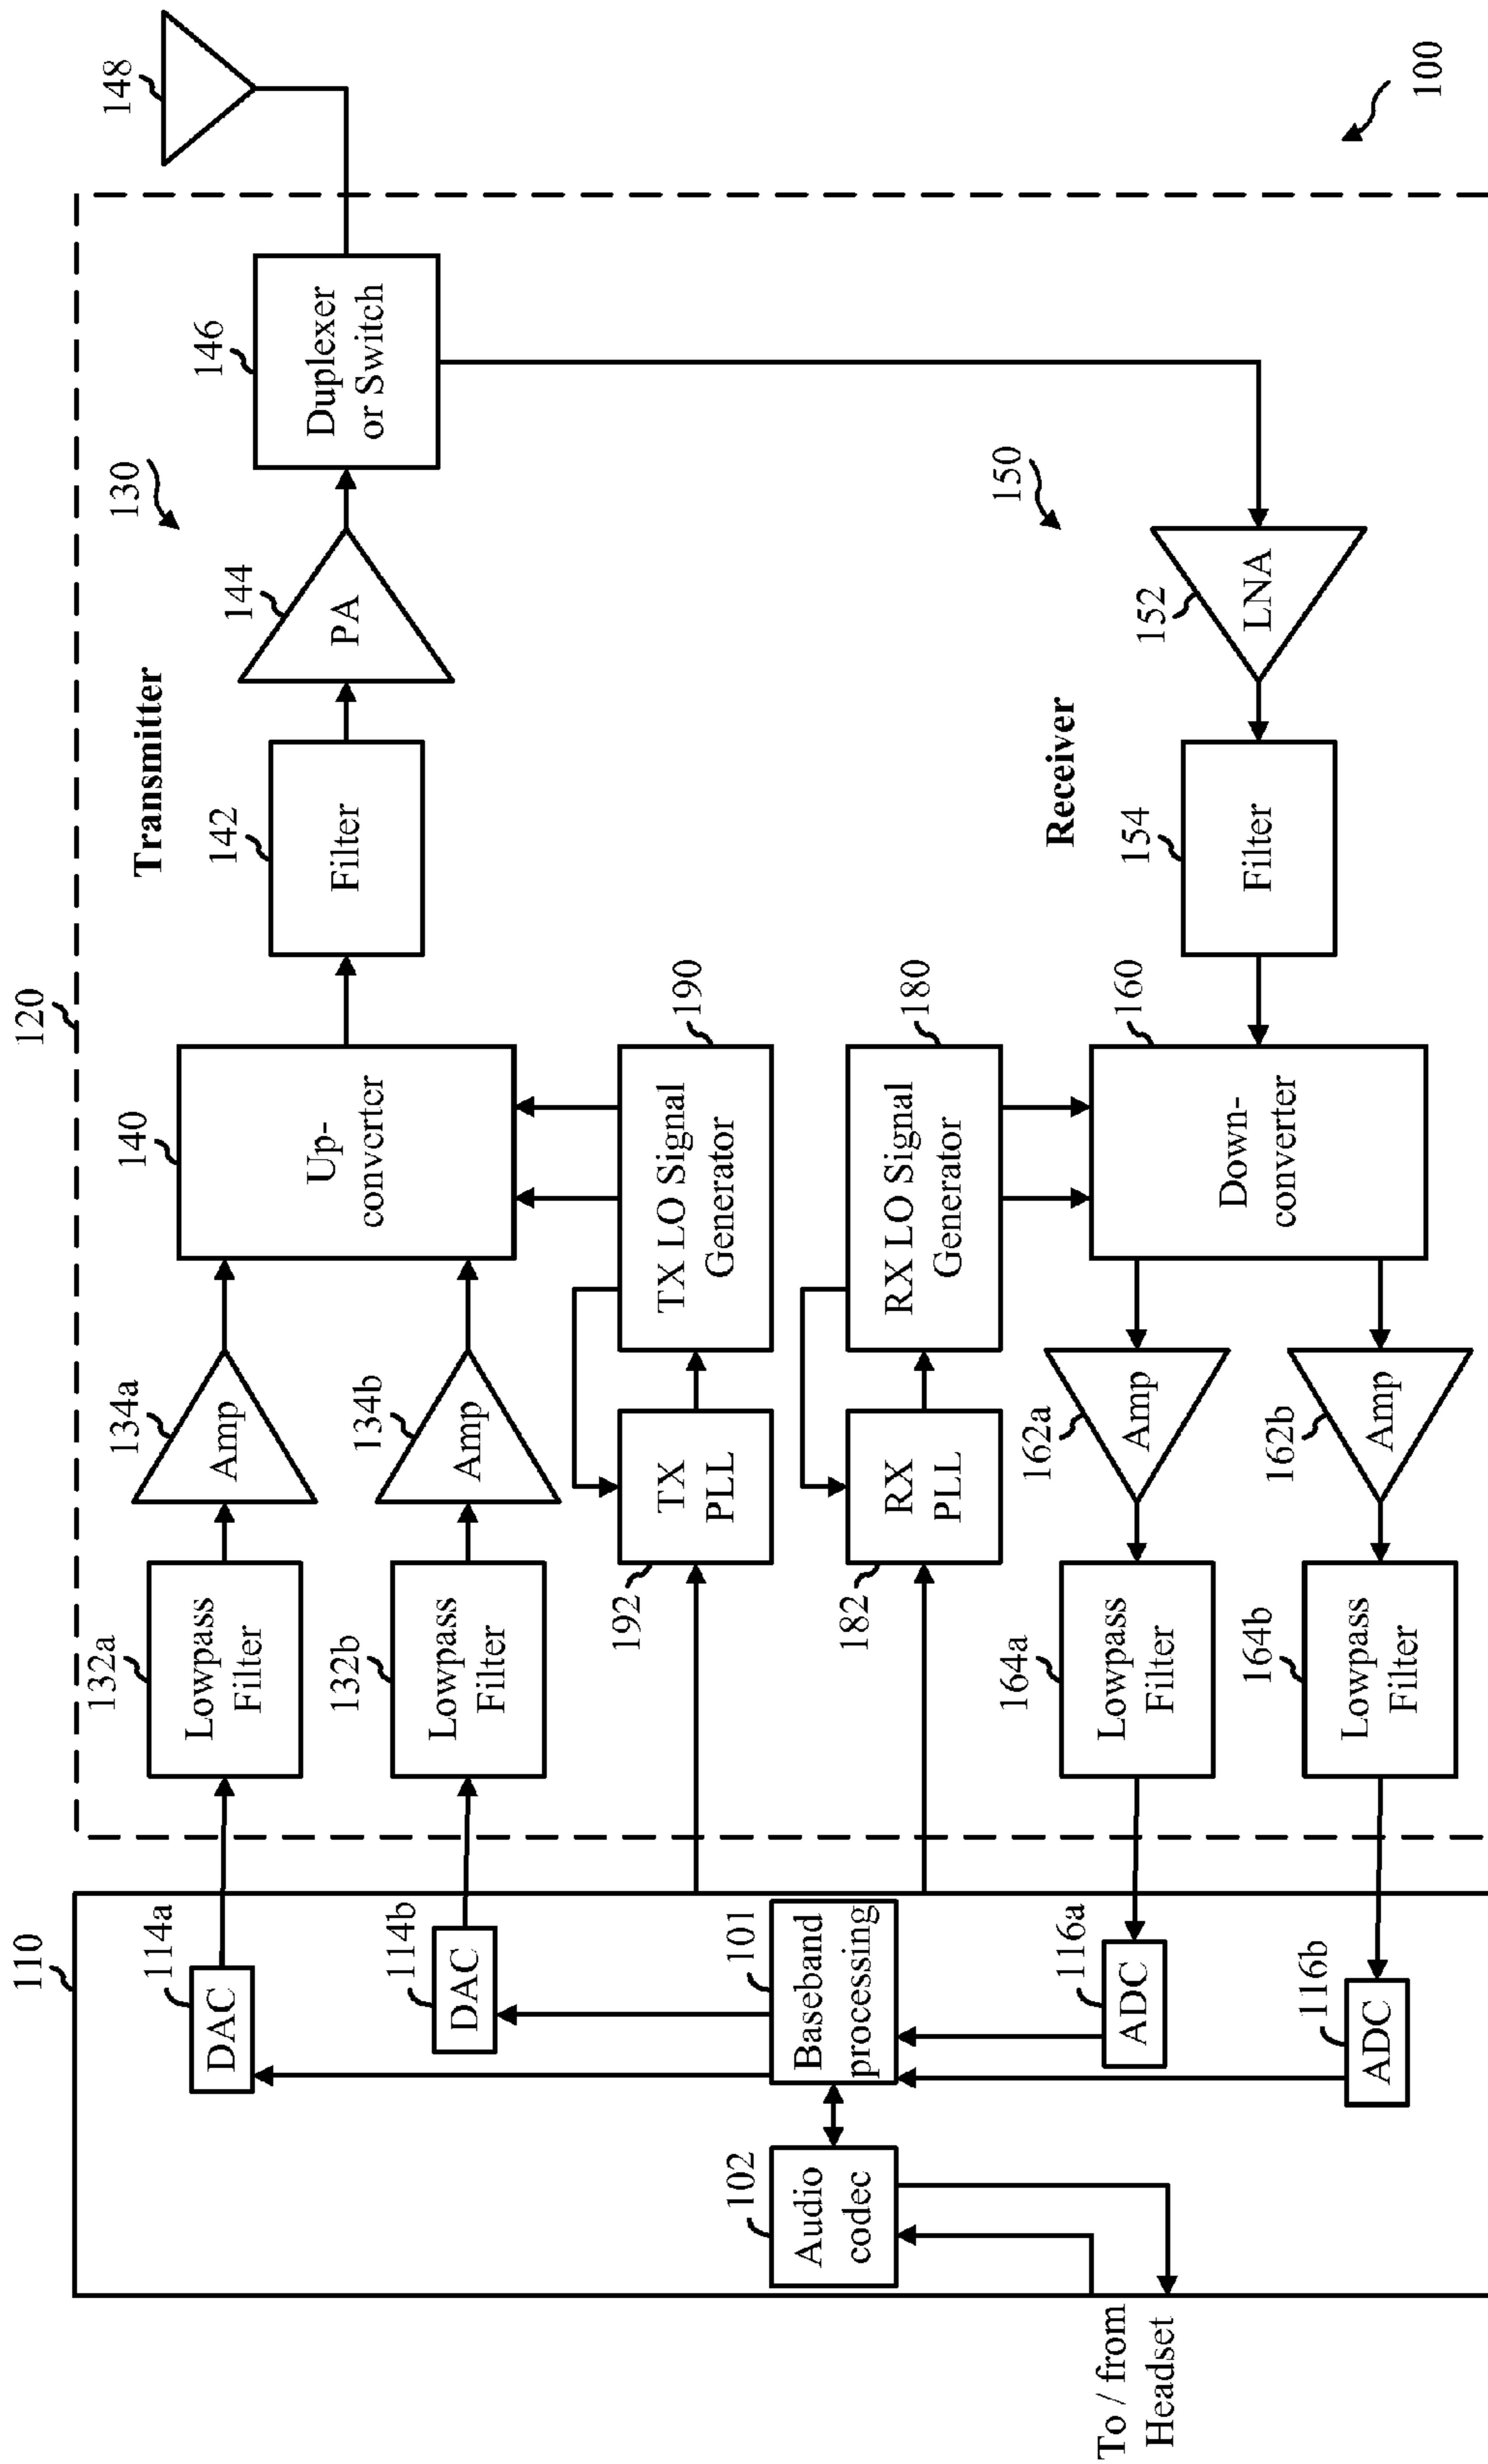 120
110
Transmitter
130
148
114a
132a
134a
140
142
144
146
DAC
Lowpass
Filter
Amp
Up-
converter
Filter
PA
Duplexer
or Switch
114b
132b
134b
DAC
Lowpass
Filter
Amp
192
190
TX
PLL
TX LO Signal
Generator
102
101
Audio
codec
Baseband
processing
182
180
RX
PLL
RX LO Signal
Generator
Receiver
150
116a
164a
162a
160
154
152
ADC
Lowpass
Filter
Amp
Down-
converter
Filter
LNA
To / from
Headset
116b
164b
162b
ADC
Lowpass
Filter
Amp
100